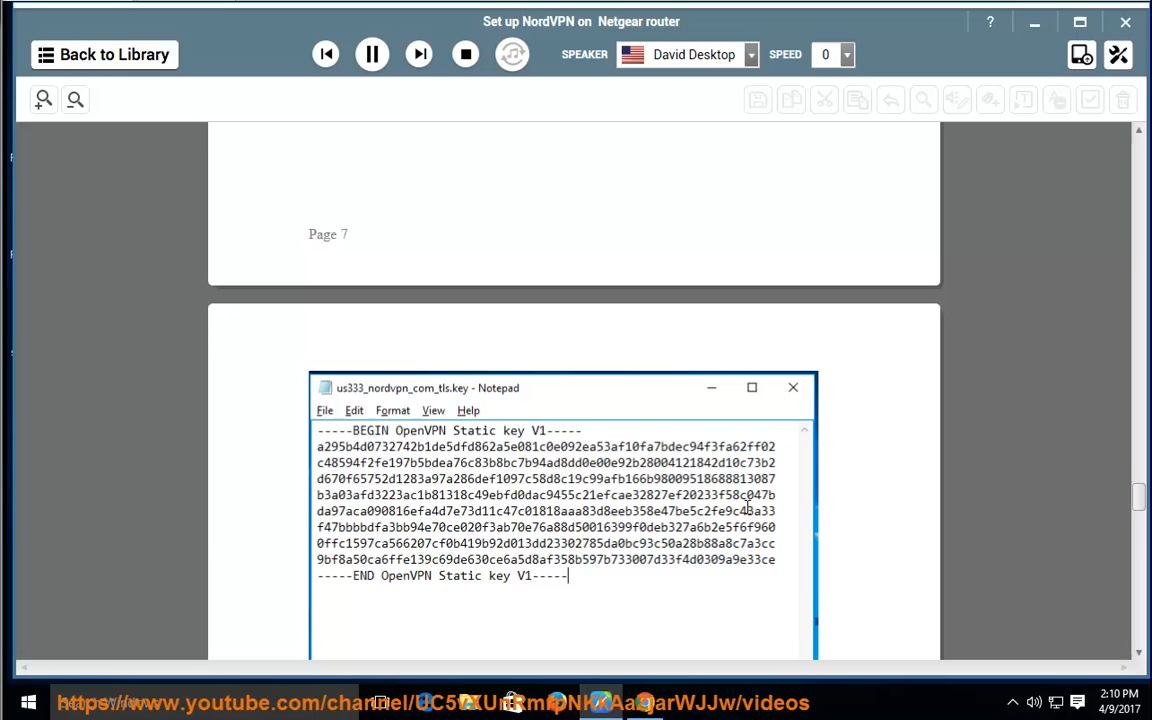 Set up NordVPN on Netgear router
?
Back to Library
SPEAKER
David Desktop
SPEED
0
Page 7
us333_nordvpn_com_tls.key - Notepad
File Edit Format View Help
-----BEGIN OpenVPN Static key V1-----
a295b4d0732742b1de5dfd862a5e081c0e092ea53af10fa7bdec94f3fa62ff02
c48594f2fe197b5bdea76c83b8bc7b94ad8dd0e00e92b28004121842d10c73b2
d670f65752d1283a97a286def1097c58d8c19c99afb166b98009518688813087
b3a03afd3223ac1b81318c49ebfd0dac9455c21efcae32827ef20233f58c047b
da97aca090816efa4d7e73d11c47c01818aaa83d8eeb358e47be5c2fe9c43a33
f47bbbbdfa3bb94e70ce020f3ab70e76a88d50016399f0deb327a6b2e5f6f960
0ffc1597ca566207cf0b419b92d013dd23302785da0bc93c50a28b88a8c7a3cc
9bf8a50ca6ffe139c69de630ce6a5d8af358b597b733007d33f4d0309a9e33ce
-----END OpenVPN Static key V1-----
2:10 PM
4/9/2017